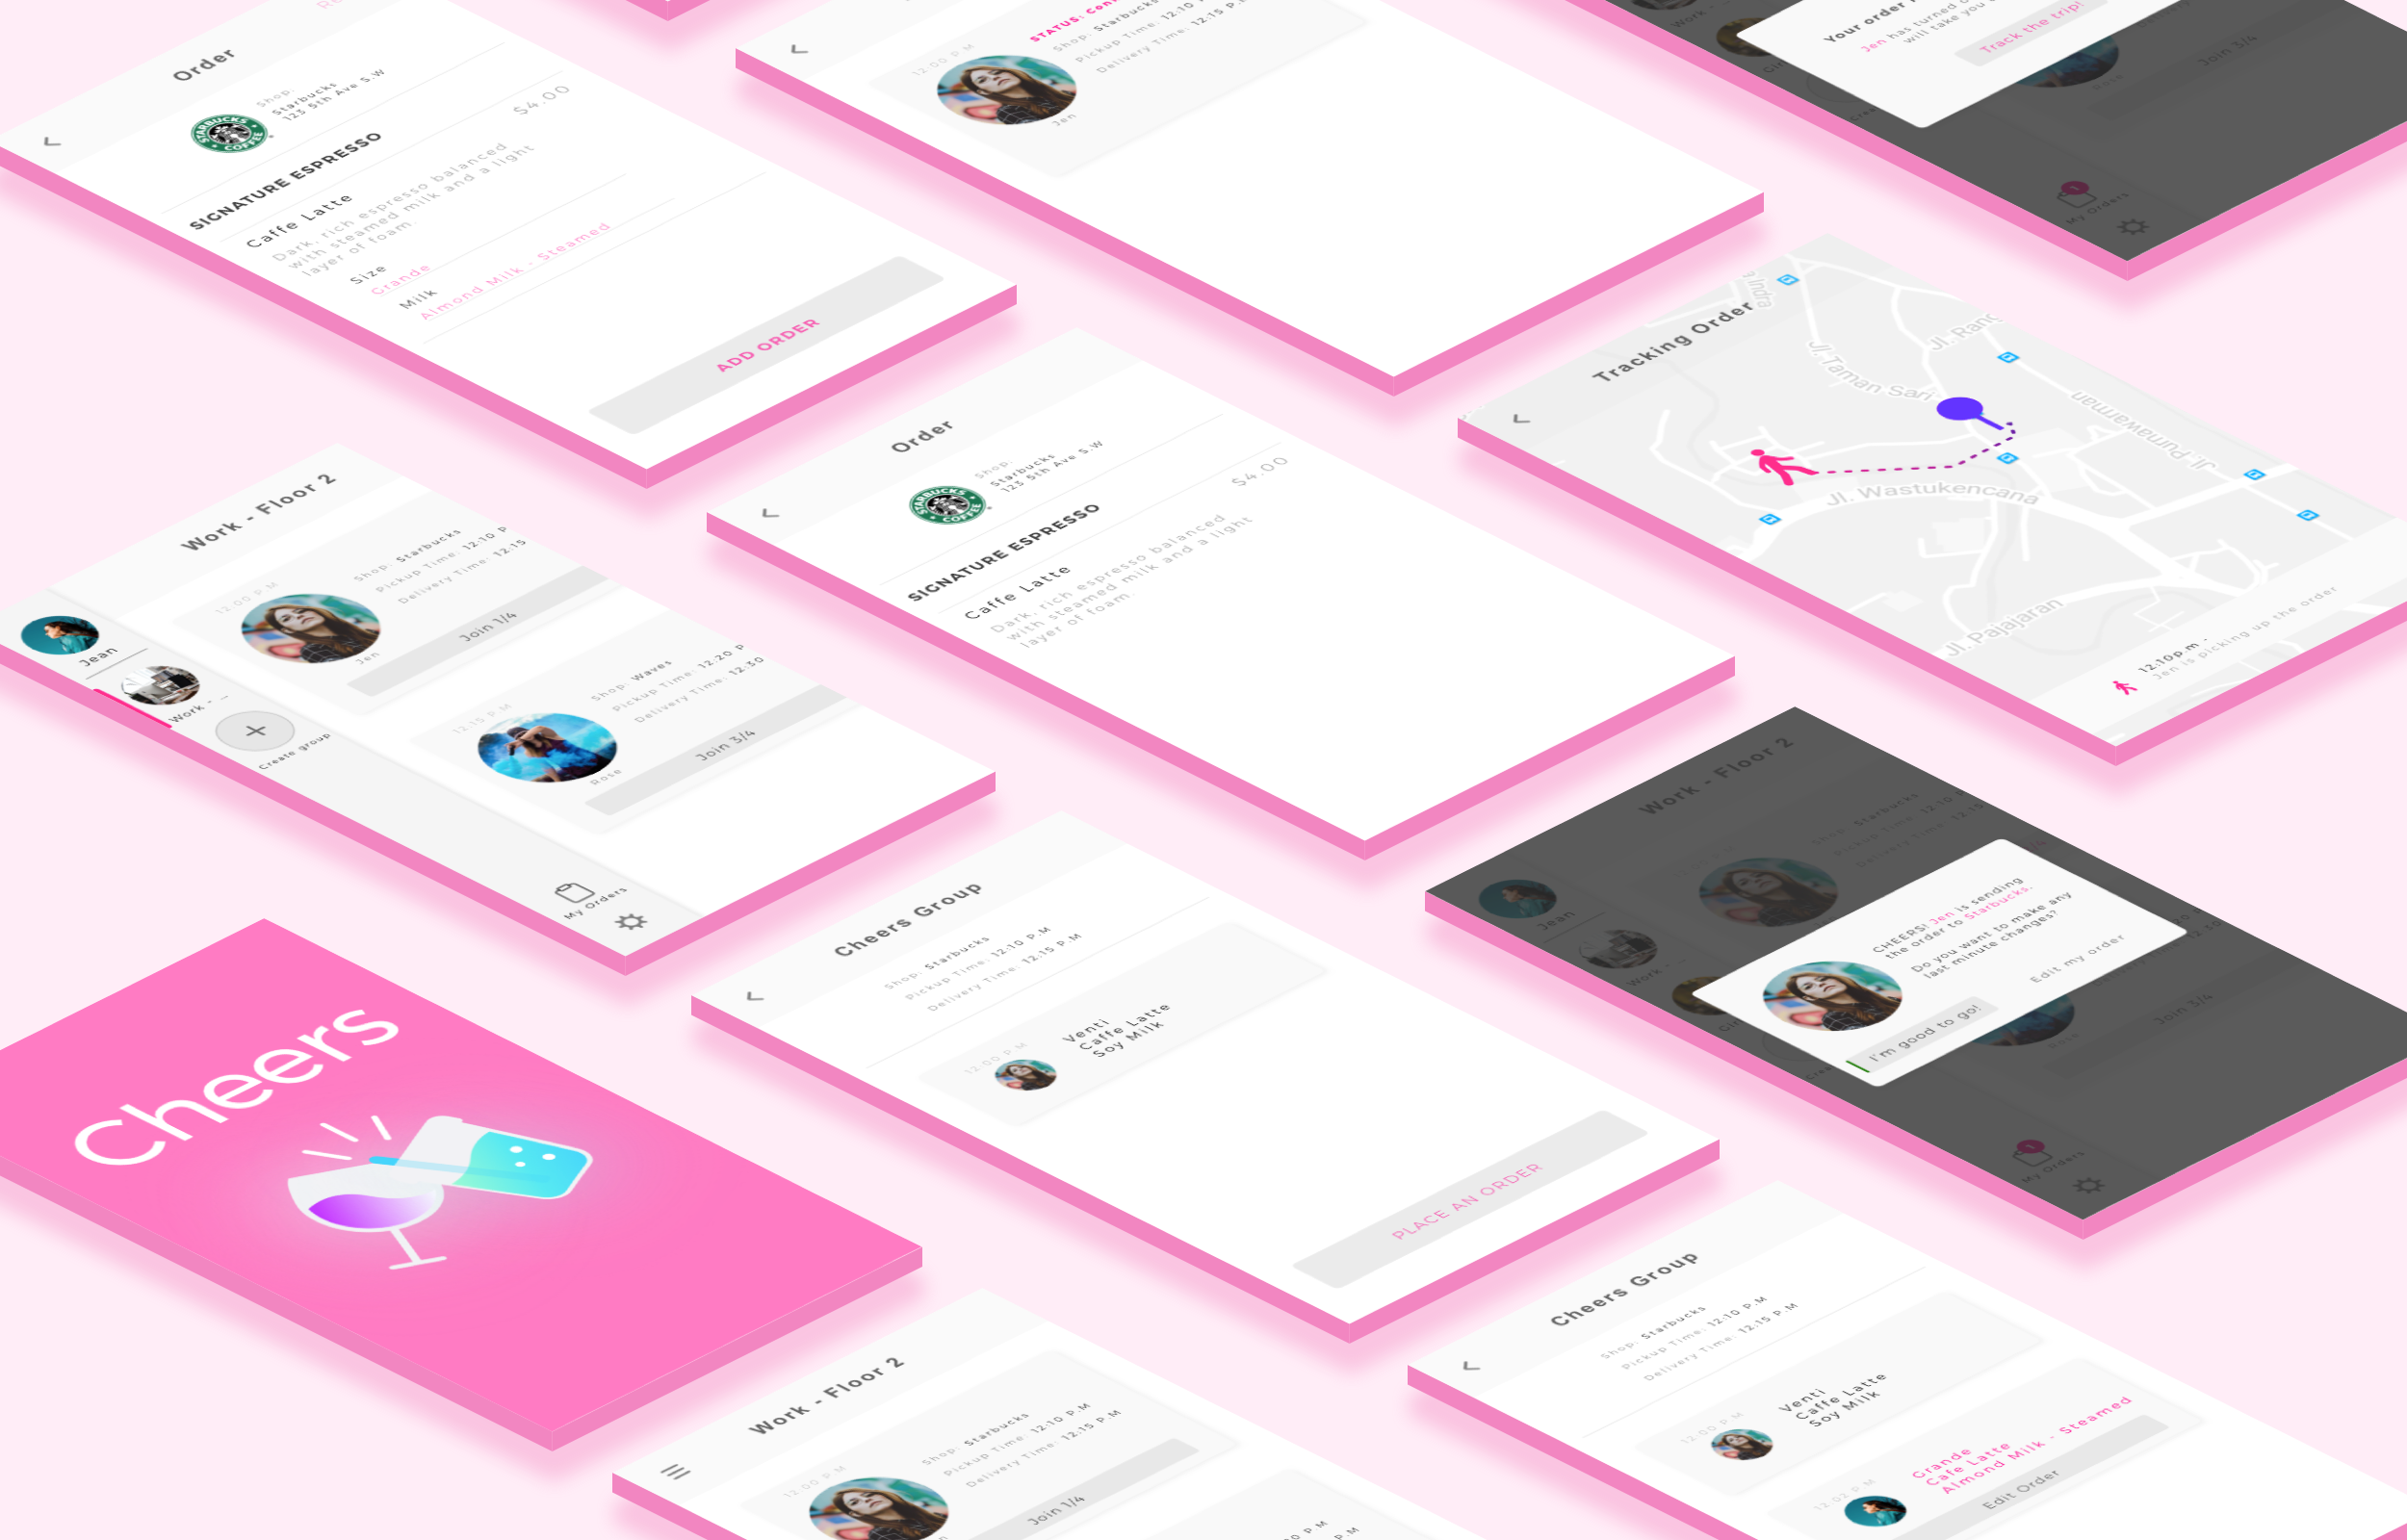 Order
Shop:
Starbucks
123 5th Ave S.W
STARBUCKS
COFFEE
SIGNATURE ESPRESSO
$4.00
Caffe Latte
Dark, rich espresso balanced
with steamed milk and a light
layer of foam.
Size
Grande
Milk
Almond Milk - Steamed
ADD ORDER
12:00 P.M
STATUS:
Shop: Starbucks
Pickup Time: 12:10 P.M
Delivery Time: 12:15 P.M
Jen
Your order
Jen has turned
will take you
Track the trip!
Join 3/4
1
My Orders
Tracking Order
Jl. Taman Sari
Jl. Rang
Jl. Purnawarman
Jl. Wastukencana
Jl. Pajajaran
12:10p.m -
Jen is picking up the order
Work - Floor 2
12:00 P.M
Shop: Starbucks
Pickup Time: 12:10 P
Delivery Time: 12:15
Jen
Join 1/4
12:15 P.M
Shop: Waves
Pickup Time: 12:20 P
Delivery Time: 12:30
Rose
Join 3/4
Jean
Work - ...
Create group
My Orders
Order
Shop:
Starbucks
123 5th Ave S.W
STARBUCKS
COFFEE
SIGNATURE ESPRESSO
$4.00
Caffe Latte
Dark, rich espresso balanced
with steamed milk and a light
layer of foam.
Work - Floor 2
Shop: Starbucks
Pickup Time: 12:10 P
Delivery Time: 12:15
Jean
Work - ...
CHEERS! Jen is sending
the order to Starbucks.
Do you want to make any
last minute changes?
Edit my order
I'm good to go!
Join 3/4
1
My Orders
Cheers
Cheers Group
Shop: Starbucks
Pickup Time: 12:10 P.M
Delivery Time: 12:15 P.M
12:00 P.M
Venti
Caffe Latte
Soy Milk
PLACE AN ORDER
Work - Floor 2
12:00 P.M
Shop: Starbucks
Pickup Time: 12:10 P.M
Delivery Time: 12:15 P.M
Join 1/4
Cheers Group
Shop: Starbucks
Pickup Time: 12:10 P.M
Delivery Time: 12:15 P.M
12:00 P.M
Venti
Caffe Latte
Soy Milk
12:02 P.M
Grande
Cafe Latte
Almond Milk - Steamed
Edit Order